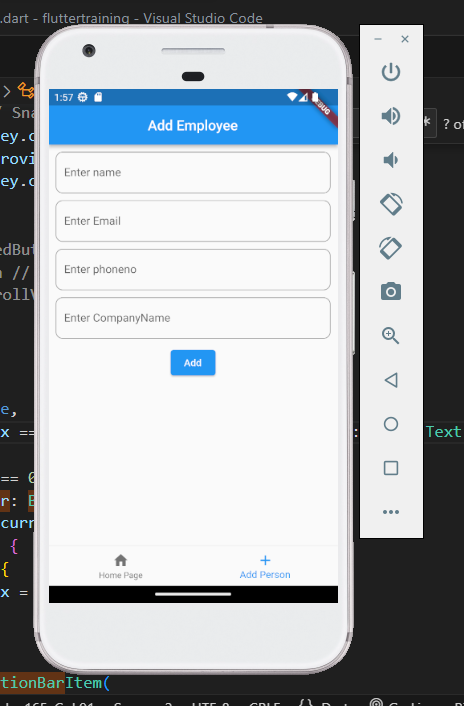 .dart - fluttertraining - Visual Studio Code
1:57
DEBUG
Add Employee
Enter name
Enter Email
Enter phoneno
Enter CompanyName
Add
Home Page
Add Person
// Sna
ey.c
rovi
ey.c
* ? of
edBut
n //
rollV
e,
x ==
: Text
== 0
r: B
curr
{
{
x =
tionBarItem(